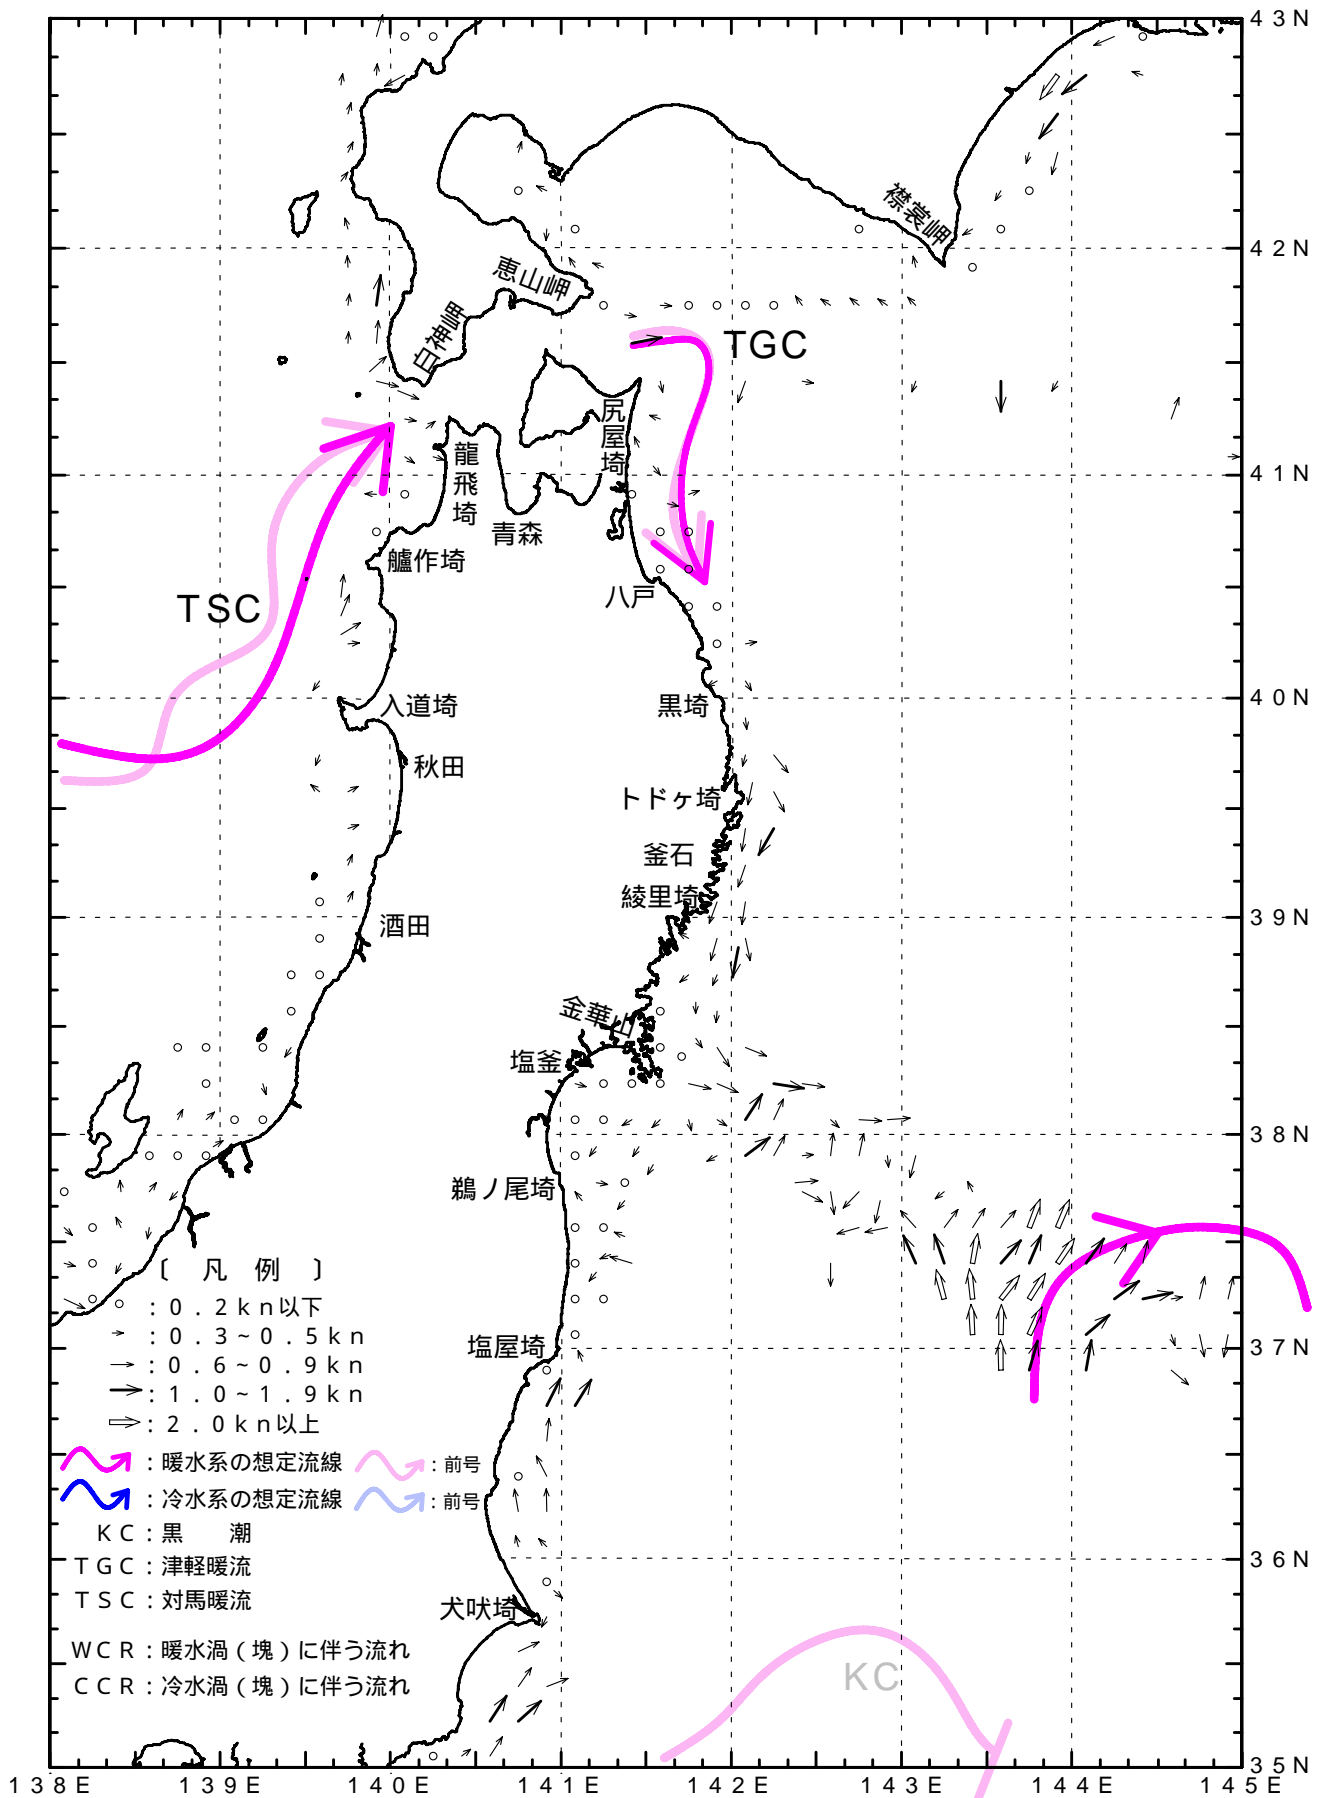 43N
襟裳岬
42N
恵山岬
白神岬
TGC
尻屋埼
龍飛埼
41N
青森
艫作埼
八戸
TSC
入道埼
黒埼
40N
秋田
トドヶ埼
釜石
綾里埼
39N
酒田
金華山
塩釜
38N
鵜ノ尾埼
〔 凡 例 〕
:0.2kn以下
:0.3~0.5kn
:0.6~0.9kn
:1.0~1.9kn
:2.0kn以上
塩屋埼
37N
:暖水系の想定流線 :前号
:冷水系の想定流線 :前号
KC:黒 潮
TGC:津軽暖流
TSC:対馬暖流
36N
犬吠埼
WCR:暖水渦(塊)に伴う流れ
CCR:冷水渦(塊)に伴う流れ
KC
35N
138E 139E 140E 141E 142E 143E 144E 145E